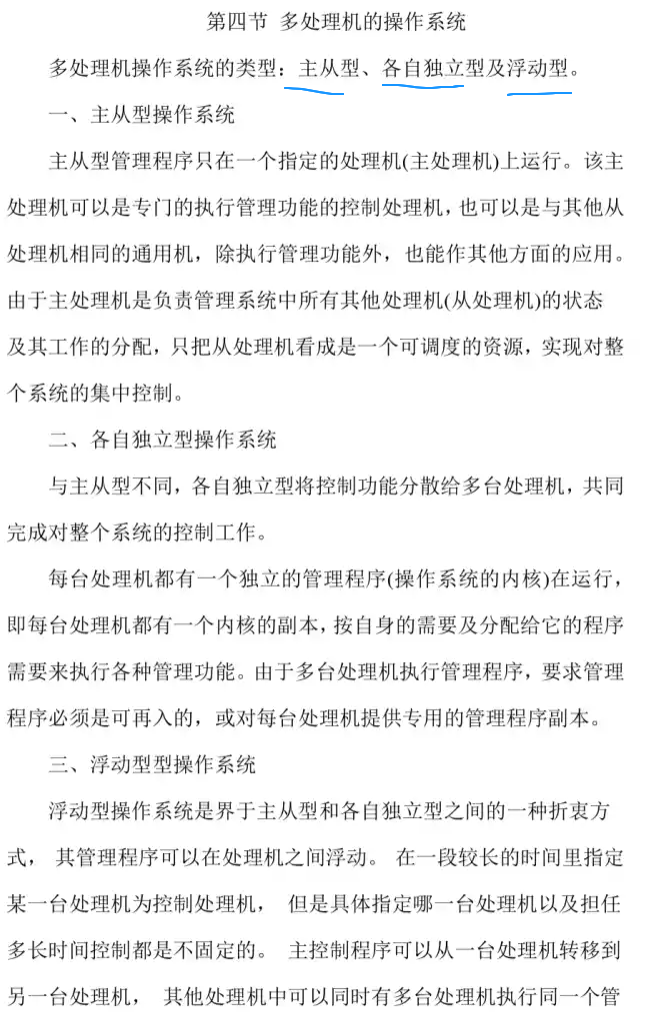 第四节 多处理机的操作系统
多处理机操作系统的类型：主从型、各自独立型及浮动型。
一、主从型操作系统
主从型管理程序只在一个指定的处理机(主处理机)上运行。该主
处理机可以是专门的执行管理功能的控制处理机，也可以是与其他从
处理机相同的通用机，除执行管理功能外，也能作其他方面的应用。
由于主处理机是负责管理系统中所有其他处理机(从处理机)的状态
及其工作的分配，只把从处理机看成是一个可调度的资源，实现对整
个系统的集中控制。
二、各自独立型操作系统
与主从型不同，各自独立型将控制功能分散给多台处理机，共同
完成对整个系统的控制工作。
每台处理机都有一个独立的管理程序(操作系统的内核)在运行，
即每台处理机都有一个内核的副本，按自身的需要及分配给它的程序
需要来执行各种管理功能。由于多台处理机执行管理程序，要求管理
程序必须是可再入的，或对每台处理机提供专用的管理程序副本。
三、浮动型型操作系统
浮动型操作系统是界于主从型和各自独立型之间的一种折衷方
式， 其管理程序可以在处理机之间浮动。 在一段较长的时间里指定
某一台处理机为控制处理机， 但是具体指定哪一台处理机以及担任
多长时间控制都是不固定的。 主控制程序可以从一台处理机转移到
另一台处理机， 其他处理机中可以同时有多台处理机执行同一个管